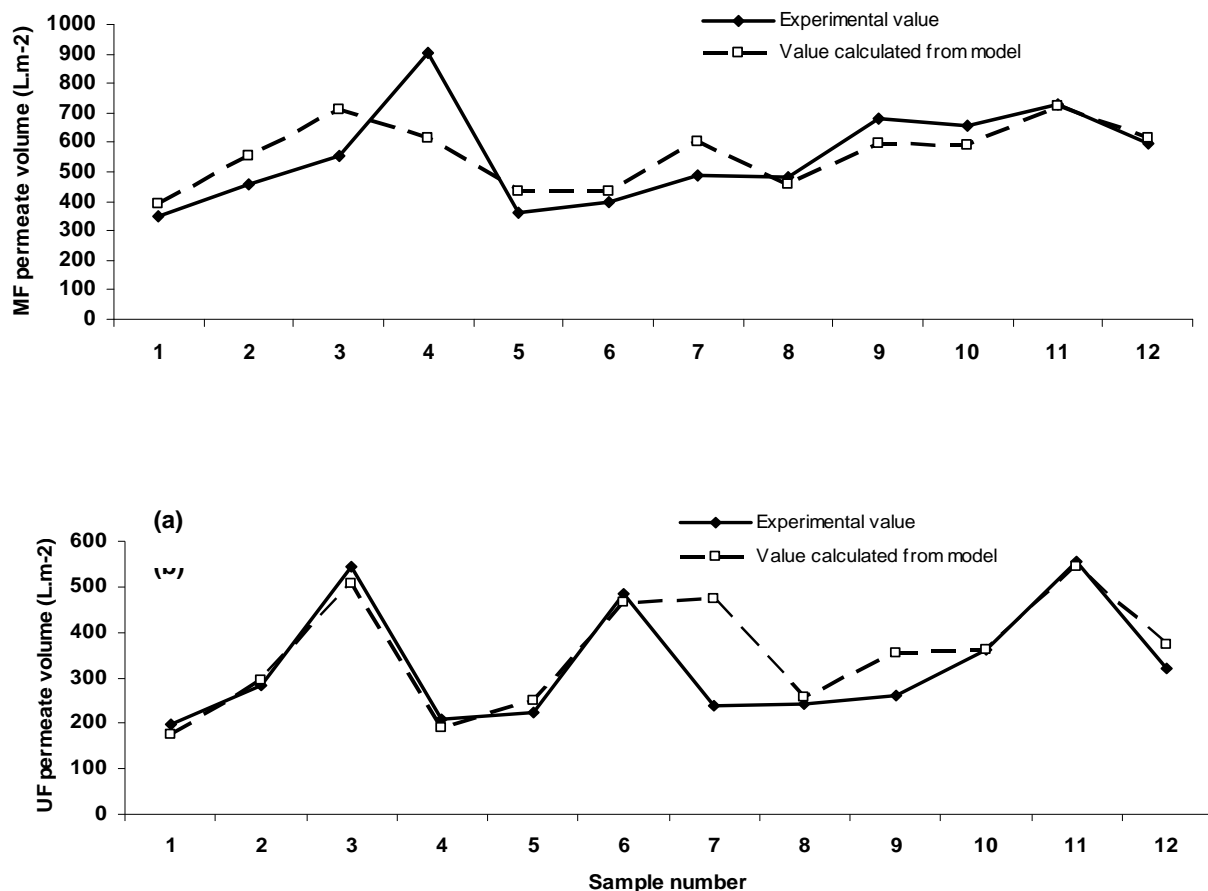 1000
900
800
700
600
500
400
300
200
100
0
MF permeate volume (L.m-2)
Experimental value
Value calculated from model
1 2 3 4 5 6 7 8 9 10 11 12
(a)
600
500
400
300
200
100
0
UF permeate volume (L.m-2)
Experimental value
Value calculated from model
(b)
1 2 3 4 5 6 7 8 9 10 11 12
Sample number